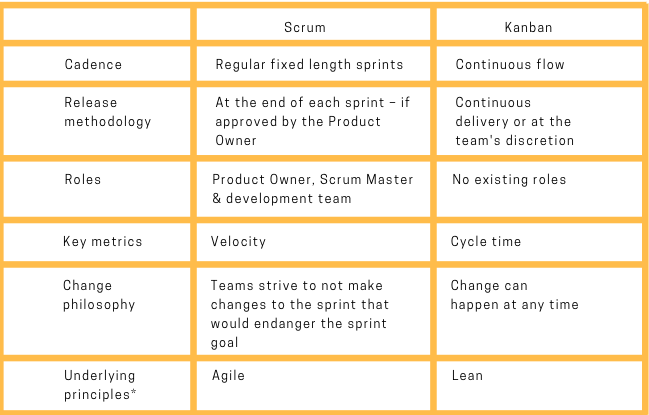 Scrum
Kanban
Cadence
Regular fixed length sprints
Continuous flow
Release
methodology
At the end of each sprint – if
approved by the Product
Owner
Continuous
delivery or at the
team's discretion
Roles
Product Owner, Scrum Master
& development team
No existing roles
Key metrics
Velocity
Cycle time
Change
philosophy
Teams strive to not make
changes to the sprint that
would endanger the sprint
goal
Change can
happen at any time
Underlying
principles*
Agile
Lean